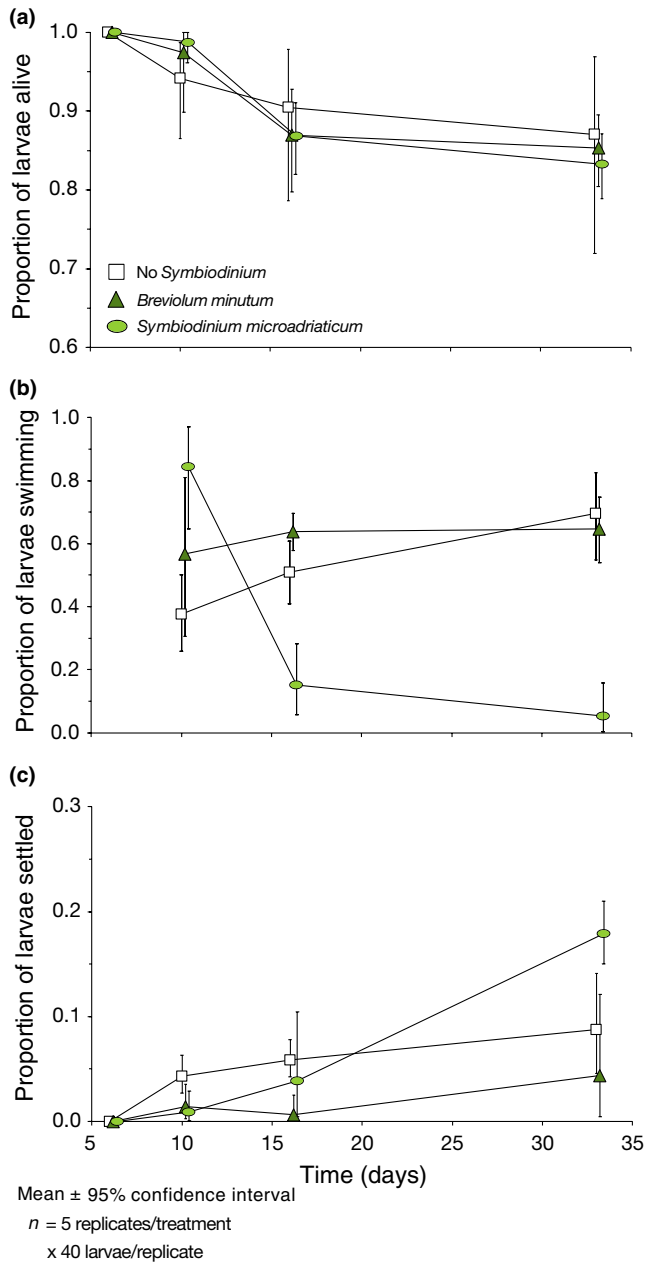 (a)
Proportion of larvae alive
1.0
0.9
0.8
0.7
0.6
No Symbiodinium
Breviolum minutum
Symbiodinium microadriaticum
(b)
Proportion of larvae swimming
1.0
0.8
0.6
0.4
0.2
0.0
(c)
Proportion of larvae settled
0.3
0.2
0.1
0.0
5 10 15 20 25 30 35
Time (days)
Mean ± 95% confidence interval
n = 5 replicates/treatment
x 40 larvae/replicate